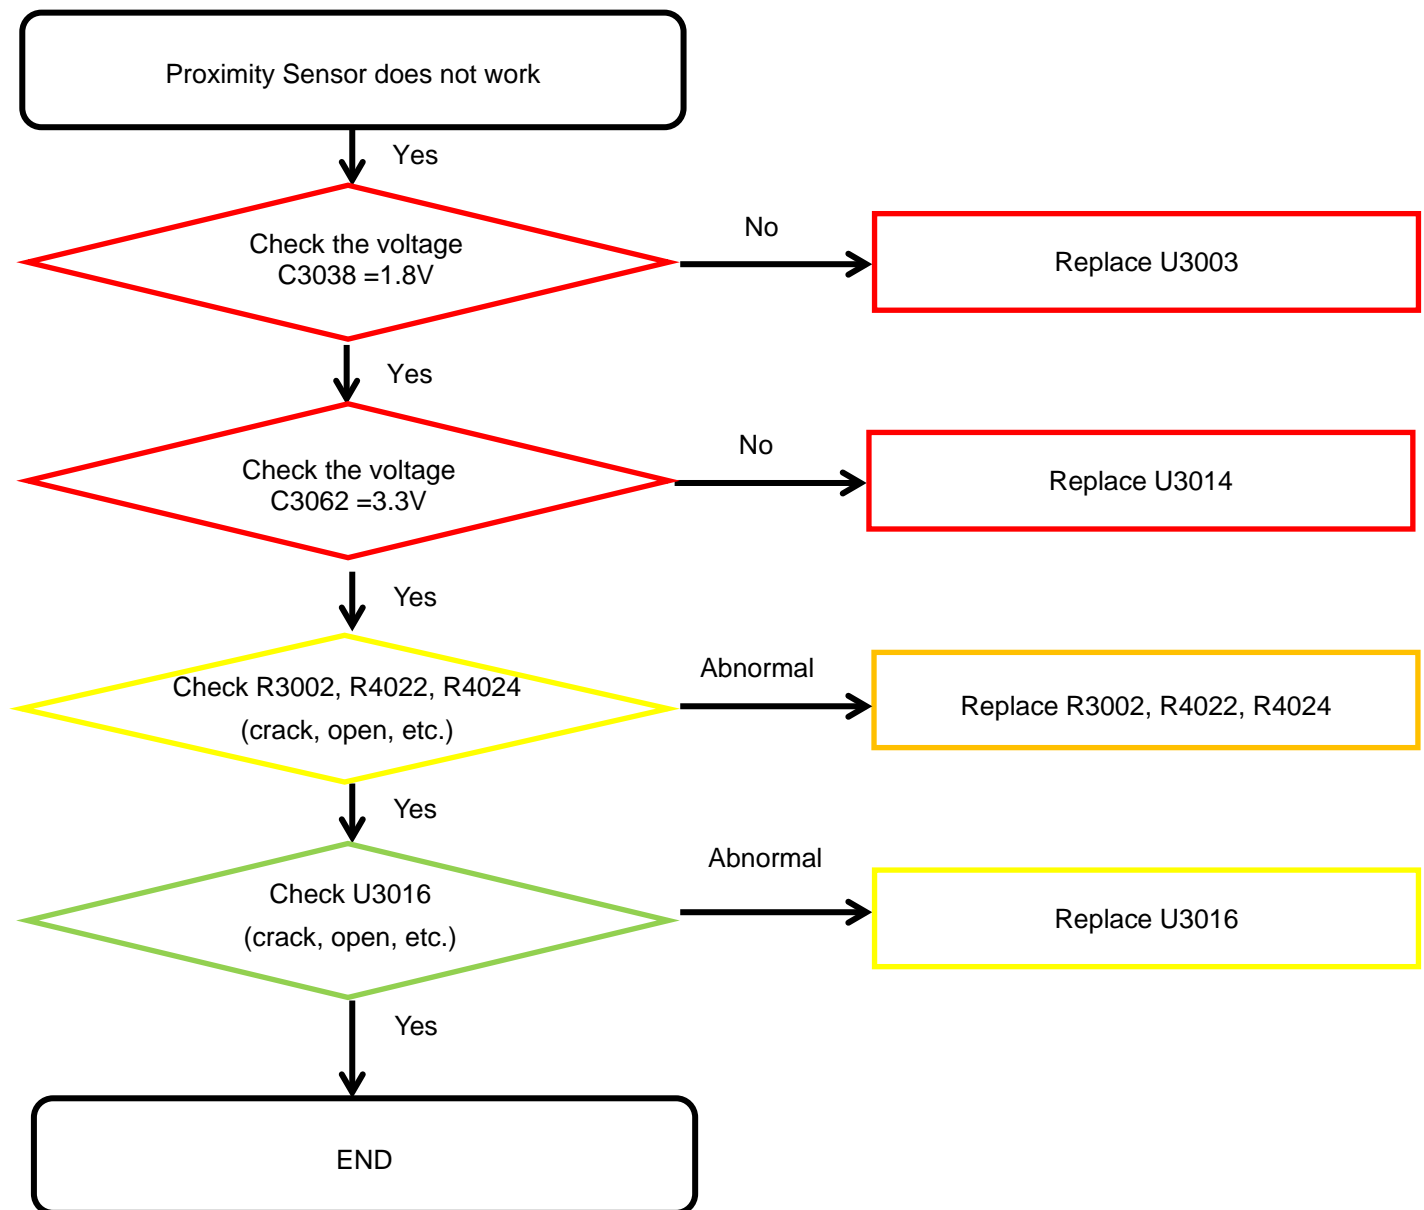 Proximity Sensor does not work
Yes
Check the voltage
C3038 =1.8V
No
Replace U3003
Yes
Check the voltage
C3062 =3.3V
No
Replace U3014
Yes
Check R3002, R4022, R4024
(crack, open, etc.)
Abnormal
Replace R3002, R4022, R4024
Yes
Check U3016
(crack, open, etc.)
Abnormal
Replace U3016
Yes
END